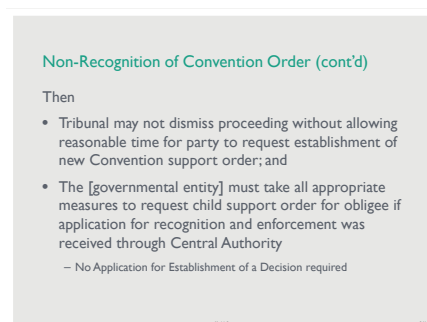 Non-Recognition of Convention Order (cont'd)
Then
• Tribunal may not dismiss proceeding without allowing
reasonable time for party to request establishment of
new Convention support order; and
• The [governmental entity] must take all appropriate
measures to request child support order for obligee if
application for recognition and enforcement was
received through Central Authority
– No Application for Establishment of a Decision required